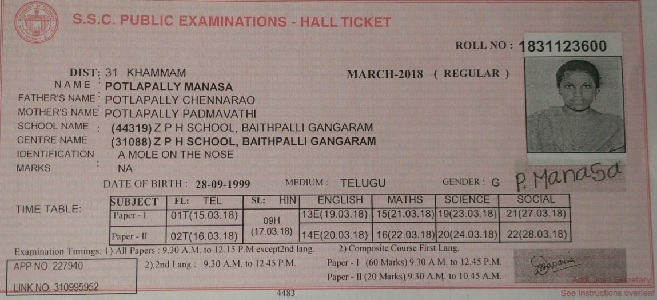 S.S.C. PUBLIC EXAMINATIONS - HALL TICKET
ROLL NO : 1831123600
DIST: 31 KHAMMAM MARCH-2018 ( REGULAR )
NAME : POTLAPALLY MANASA
FATHER'S NAME : POTLAPALLY CHENNARAO
MOTHER'S NAME : POTLAPALLY PADMAVATHI
SCHOOL NAME : (44319) Z P H SCHOOL, BAITHPALLI GANGARAM
CENTRE NAME : (31088) Z P H SCHOOL, BAITHPALLI GANGARAM
IDENTIFICATION : A MOLE ON THE NOSE
MARKS : NA
DATE OF BIRTH : 28-09-1999 MEDIUM : TELUGU GENDER : G P. Manasa
TIME TABLE:
SUBJECT FL: TEL SL: HIN ENGLISH MATHS SCIENCE SOCIAL
Paper - I 01T(15.03.18) 09H (17.03.18) 13E(19.03.18) 15(21.03.18) 19(23.03.18) 21(27.03.18)
Paper - II 02T(16.03.18) 14E(20.03.18) 16(22.03.18) 20(24.03.18) 22(28.03.18)
Examination Timings: 1) All Papers : 9.30 A.M. to 12.15 P.M except 2nd lang. 2) Composite Course First Lang.
2) 2nd Lang : 9.30 A.M. to 12.45 P.M. Paper - I (60 Marks) 9.30 A.M. to 12.45 P.M.
Paper - II (20 Marks) 9.30 A.M. to 10.45 A.M.
APP NO. 227940
LINK NO. 310995952
4483
Secretary
See Instructions overleaf